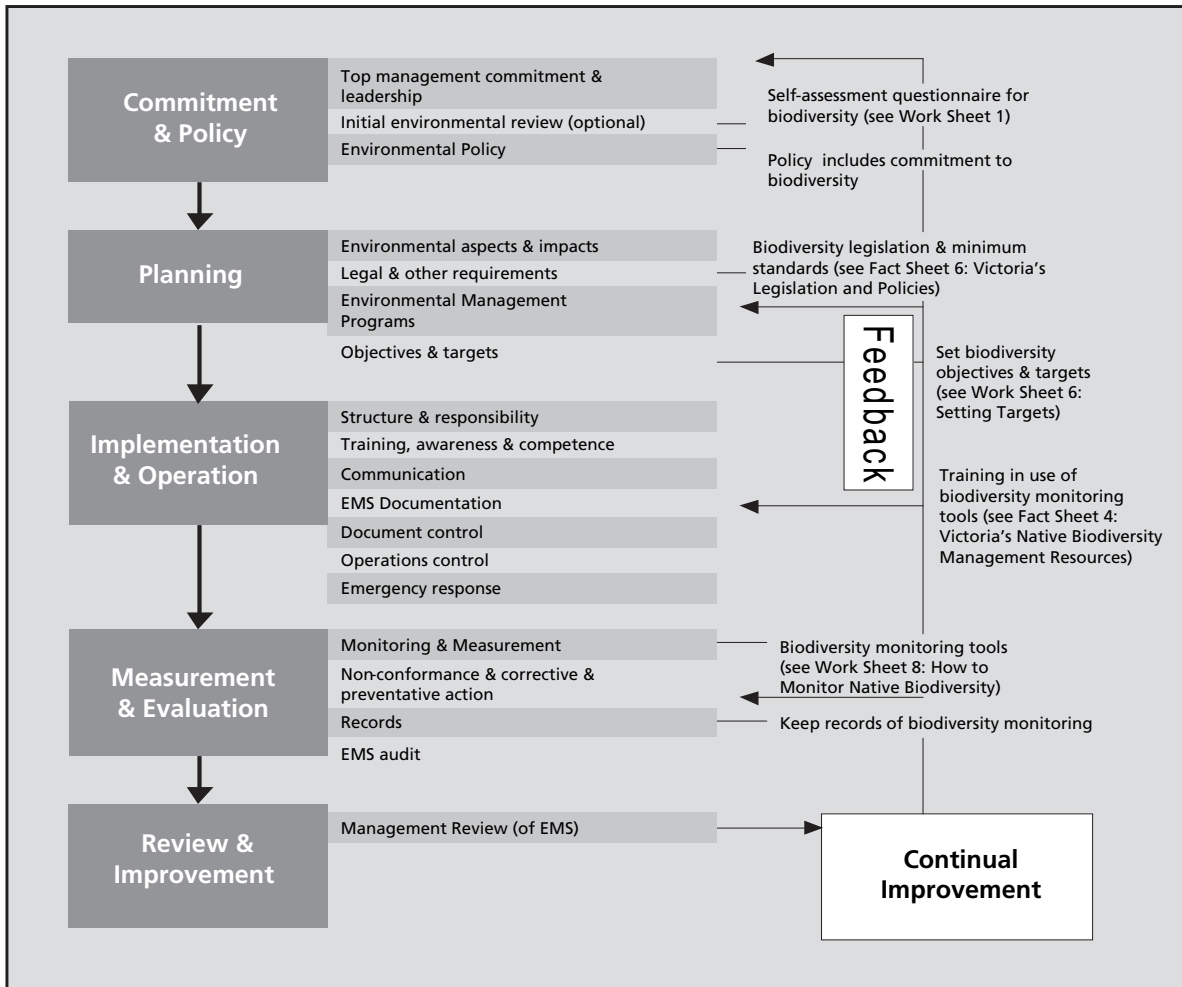 Commitment
& Policy
Top management commitment &
leadership
Initial environmental review (optional)
Environmental Policy
Self-assessment questionnaire for
biodiversity (see Work Sheet 1)
Policy includes commitment to
biodiversity
Planning
Environmental aspects & impacts
Legal & other requirements
Environmental Management
Programs
Objectives & targets
Biodiversity legislation & minimum
standards (see Fact Sheet 6: Victoria's
Legislation and Policies)
Feedback
Set biodiversity
objectives & targets
(see Work Sheet 6:
Setting Targets)
Implementation
& Operation
Structure & responsibility
Training, awareness & competence
Communication
EMS Documentation
Document control
Operations control
Emergency response
Training in use of
biodiversity monitoring
tools (see Fact Sheet 4:
Victoria's Native Biodiversity
Management Resources)
Measurement
& Evaluation
Monitoring & Measurement
Non-conformance & corrective &
preventative action
Records
EMS audit
Biodiversity monitoring tools
(see Work Sheet 8: How to
Monitor Native Biodiversity)
Keep records of biodiversity monitoring
Review &
Improvement
Management Review (of EMS)
Continual
Improvement